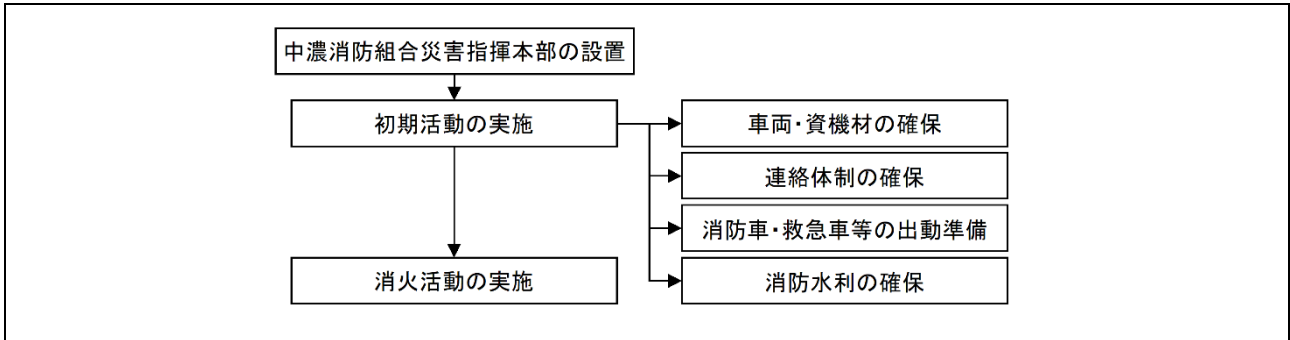 中濃消防組合災害指揮本部の設置
初期活動の実施
車両・資機材の確保
連絡体制の確保
消防車・救急車等の出動準備
消火活動の実施
消防水利の確保